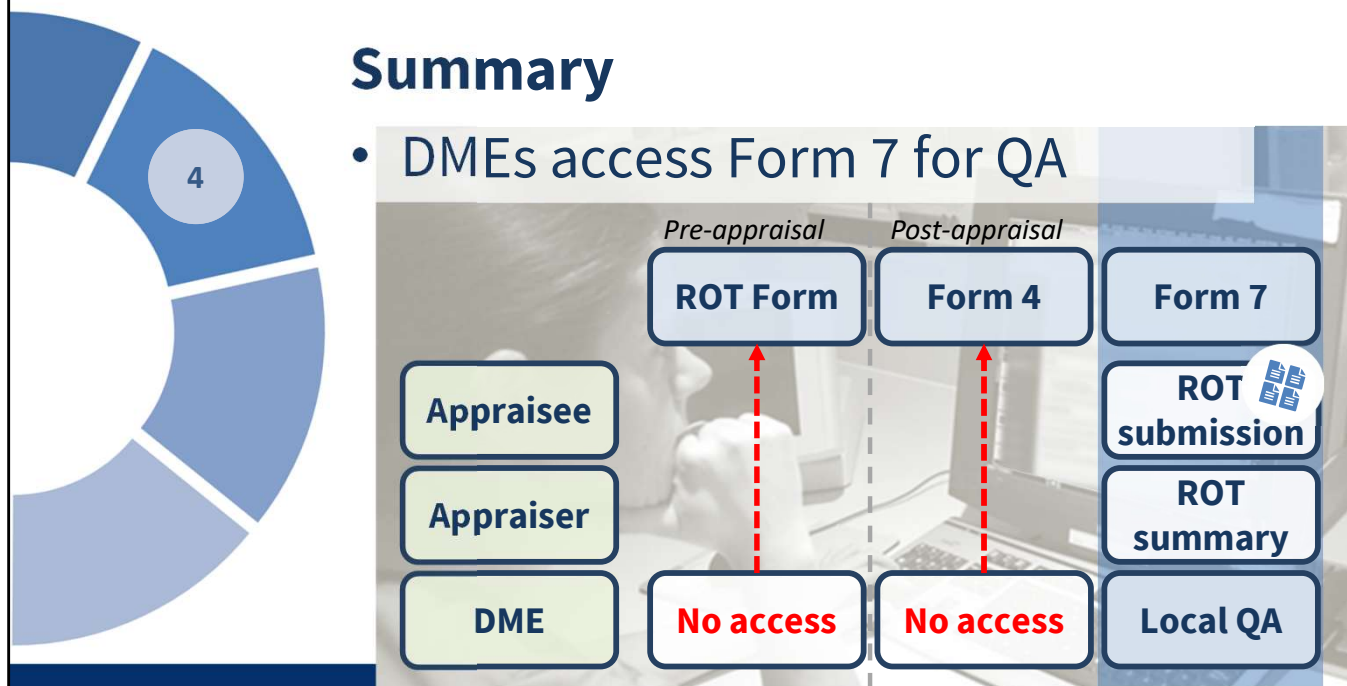 Summary
4
• DMEs access Form 7 for QA
Pre-appraisal
Post-appraisal
ROT Form
Form 4
Form 7
Appraisee
ROT
submission
Appraiser
ROT
summary
DME
No access
No access
Local QA